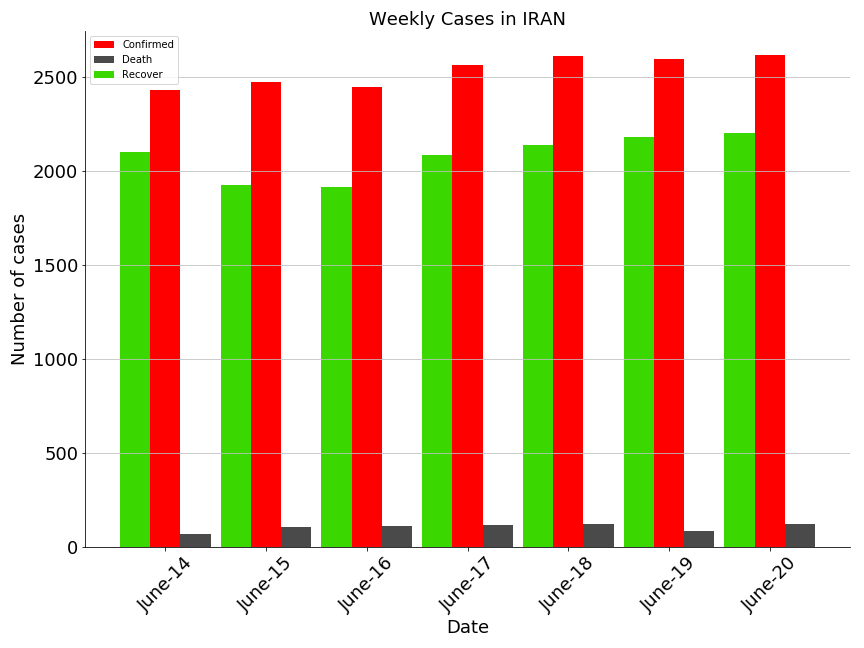 Weekly Cases in IRAN
Confirmed
Death
Recover
Number of cases
2500
2000
1500
1000
500
0
June-14
June-15
June-16
June-17
June-18
June-19
June-20
Date